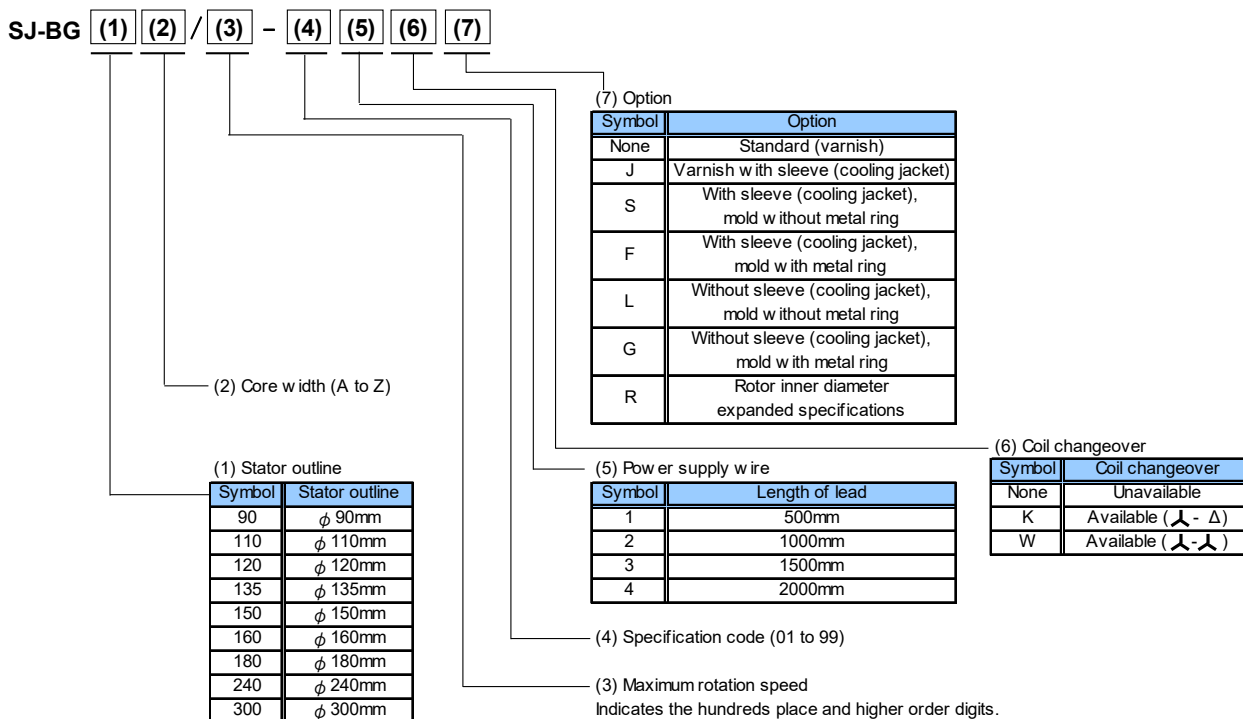 SJ-BG (1) (2) / (3) - (4) (5) (6) (7)
(7) Option
Symbol Option
None Standard (varnish)
J Varnish with sleeve (cooling jacket)
S With sleeve (cooling jacket),
mold without metal ring
F With sleeve (cooling jacket),
mold with metal ring
L Without sleeve (cooling jacket),
mold without metal ring
G Without sleeve (cooling jacket),
mold with metal ring
R Rotor inner diameter
expanded specifications
(2) Core width (A to Z)
(6) Coil changeover
Symbol Coil changeover
None Unavailable
K Available (⅄ - Δ)
W Available (⅄-⅄)
(1) Stator outline
Symbol Stator outline
90 φ 90mm
110 φ 110mm
120 φ 120mm
135 φ 135mm
150 φ 150mm
160 φ 160mm
180 φ 180mm
240 φ 240mm
300 φ 300mm
(5) Power supply wire
Symbol Length of lead
1 500mm
2 1000mm
3 1500mm
4 2000mm
(4) Specification code (01 to 99)
(3) Maximum rotation speed
Indicates the hundreds place and higher order digits.